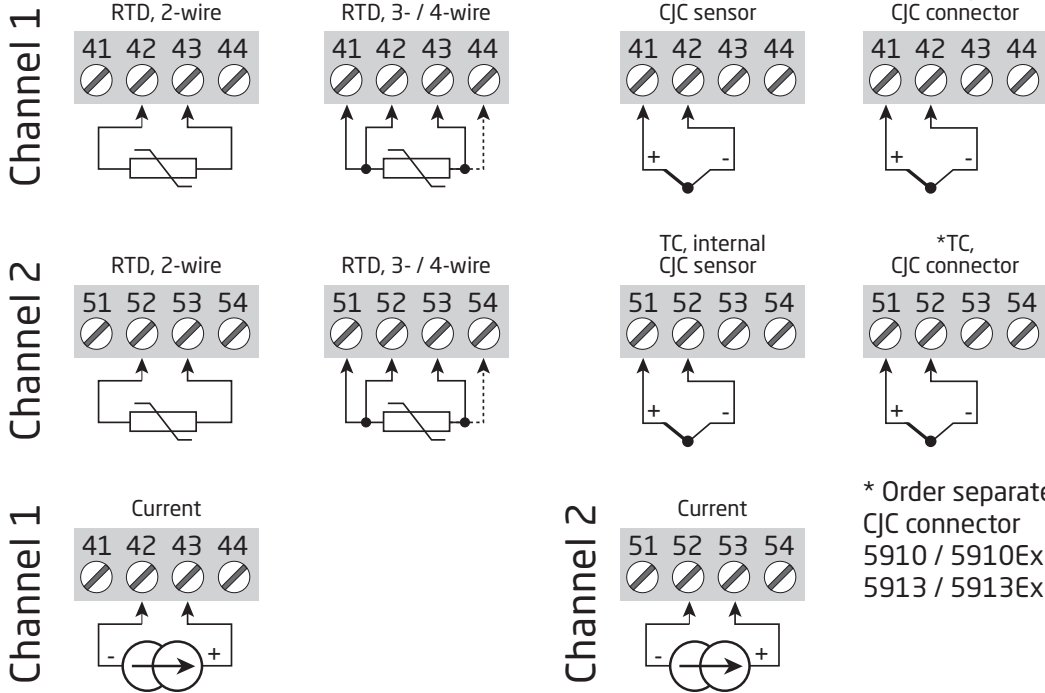 Channel 1
RTD, 2-wire
41 42 43 44
RTD, 3- / 4-wire
41 42 43 44
CJC sensor
41 42 43 44
+ -
CJC connector
41 42 43 44
+ -
Channel 2
RTD, 2-wire
51 52 53 54
RTD, 3- / 4-wire
51 52 53 54
TC, internal
CJC sensor
51 52 53 54
+ -
*TC,
CJC connector
51 52 53 54
+ -
Channel 1
Current
41 42 43 44
- +
Channel 2
Current
51 52 53 54
- +
* Order separate
CJC connector
5910 / 5910Ex
5913 / 5913Ex